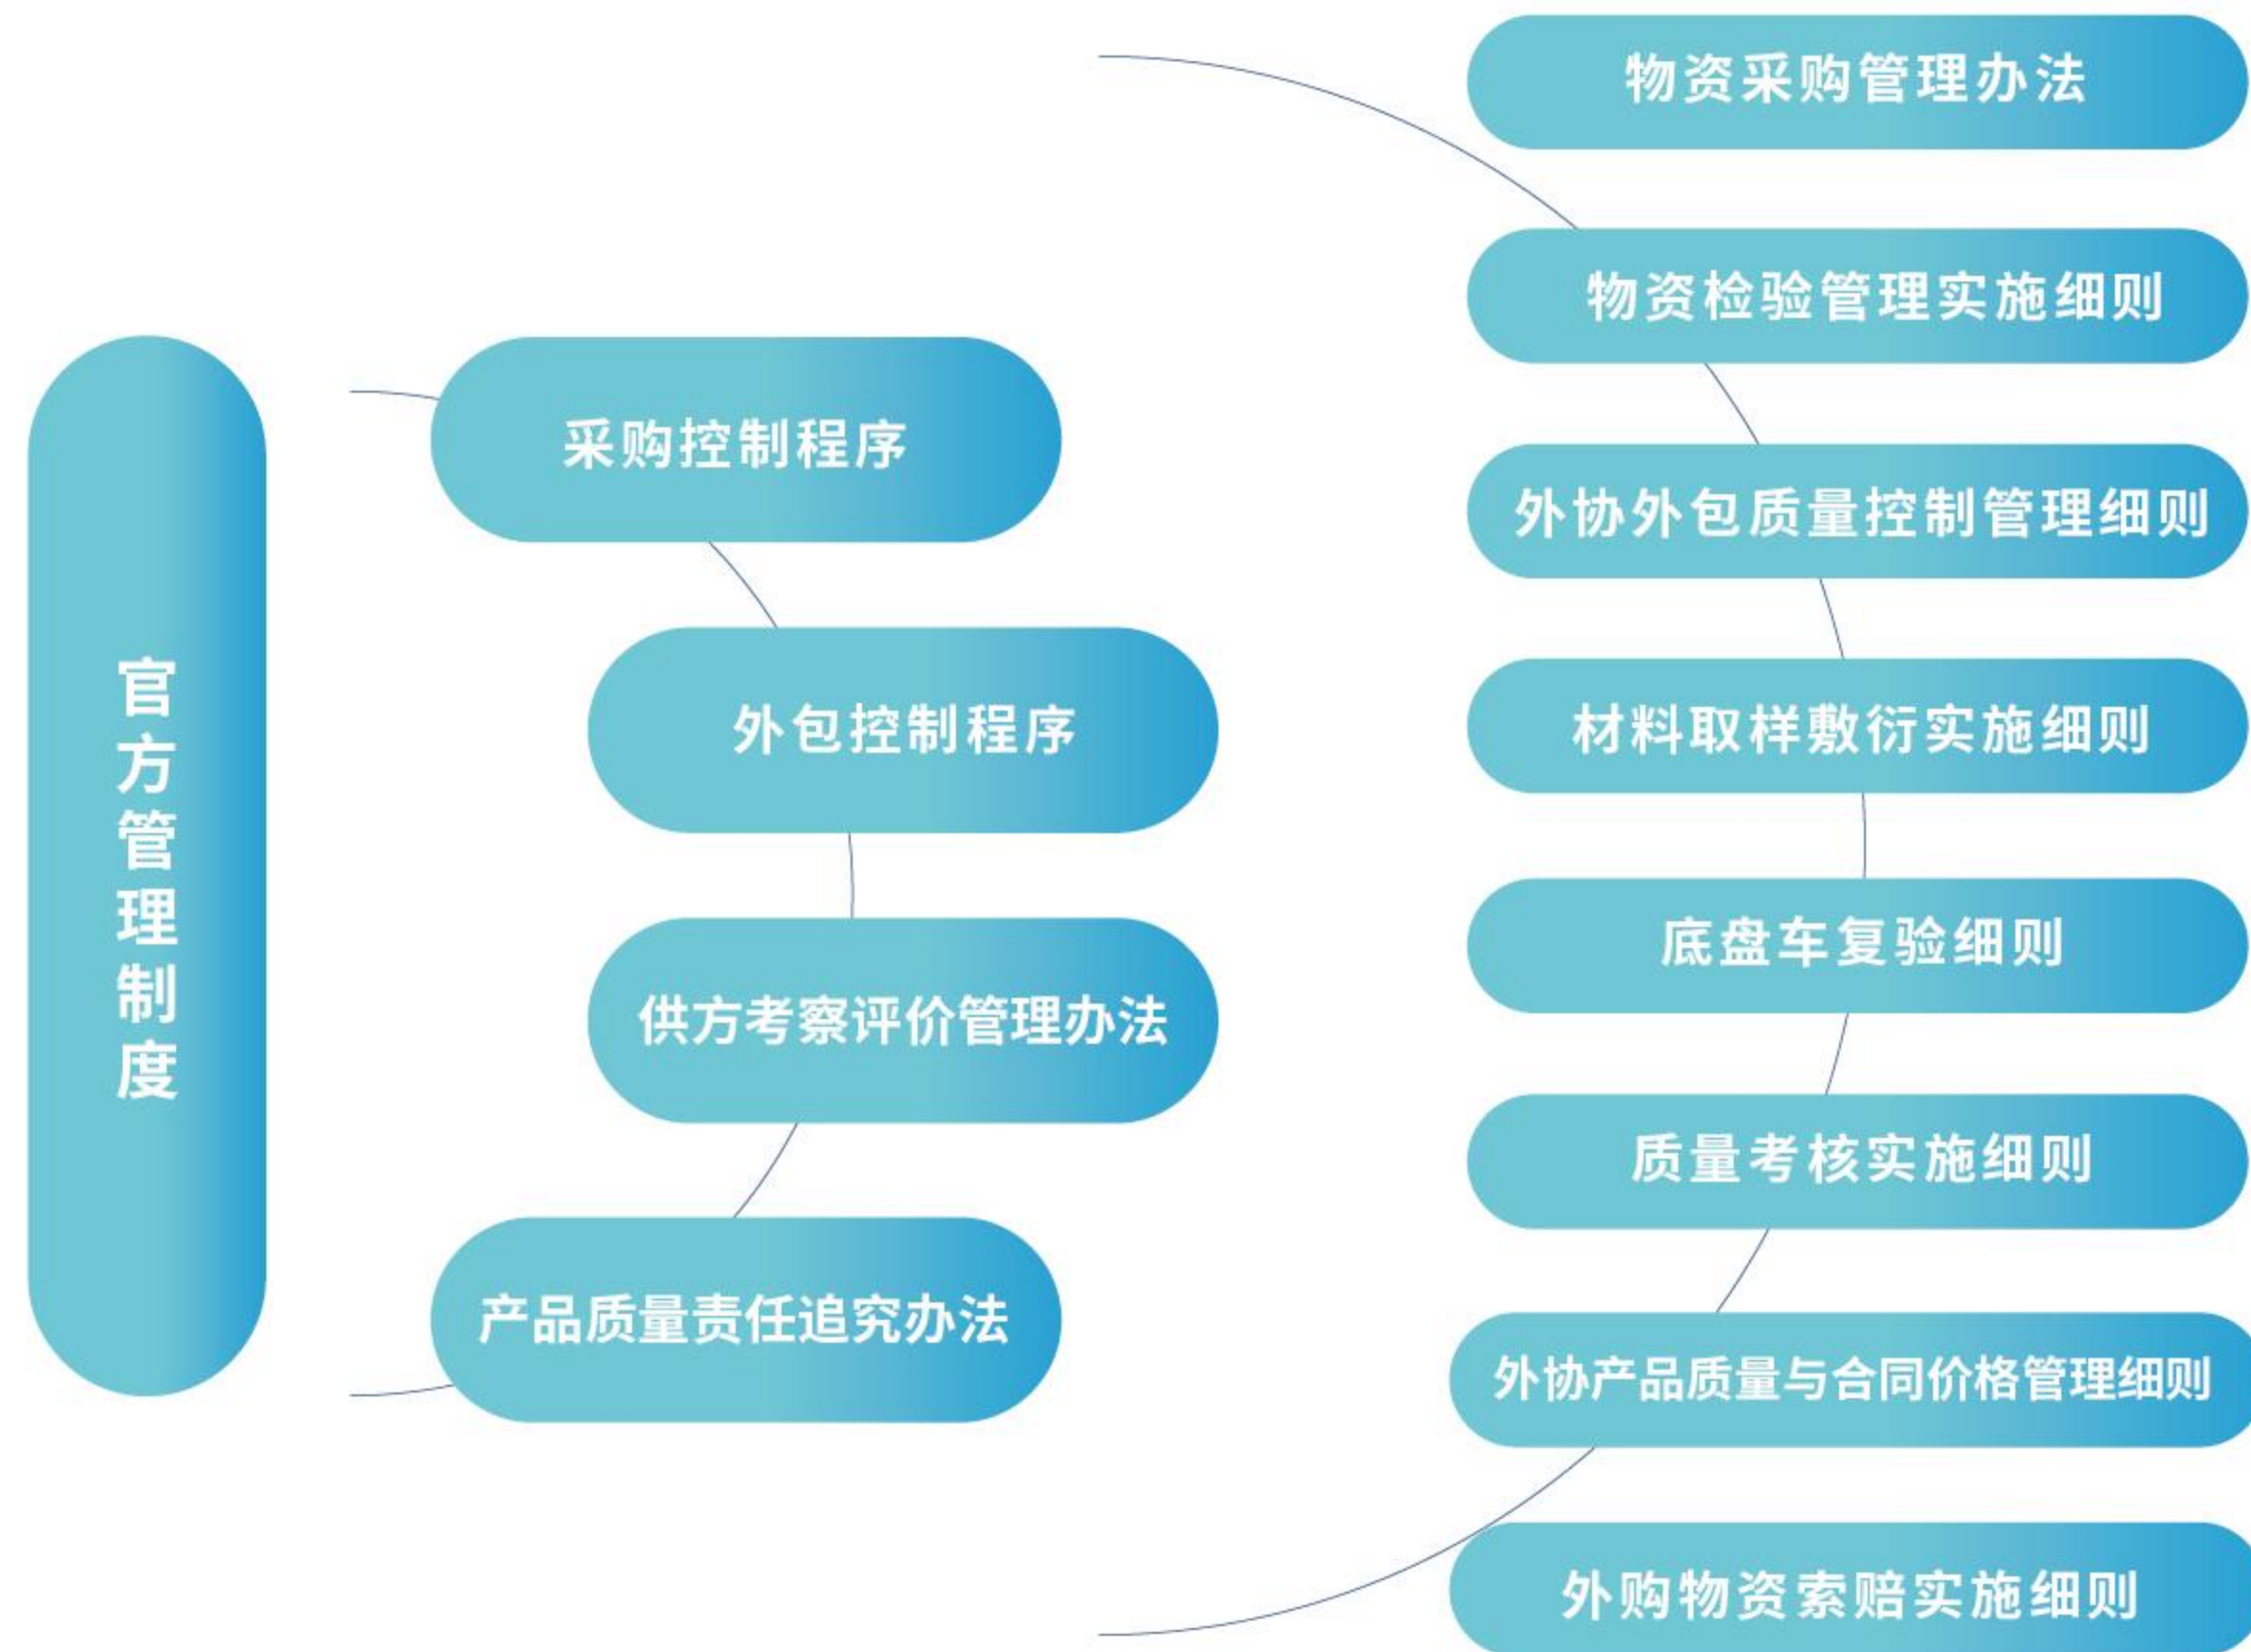 官方管理制度
采购控制程序
外包控制程序
供方考察评价管理办法
产品质量责任追究办法
物资采购管理办法
物资检验管理实施细则
外协外包质量控制管理细则
材料取样敷衍实施细则
底盘车复验细则
质量考核实施细则
外协产品质量与合同价格管理细则
外购物资索赔实施细则